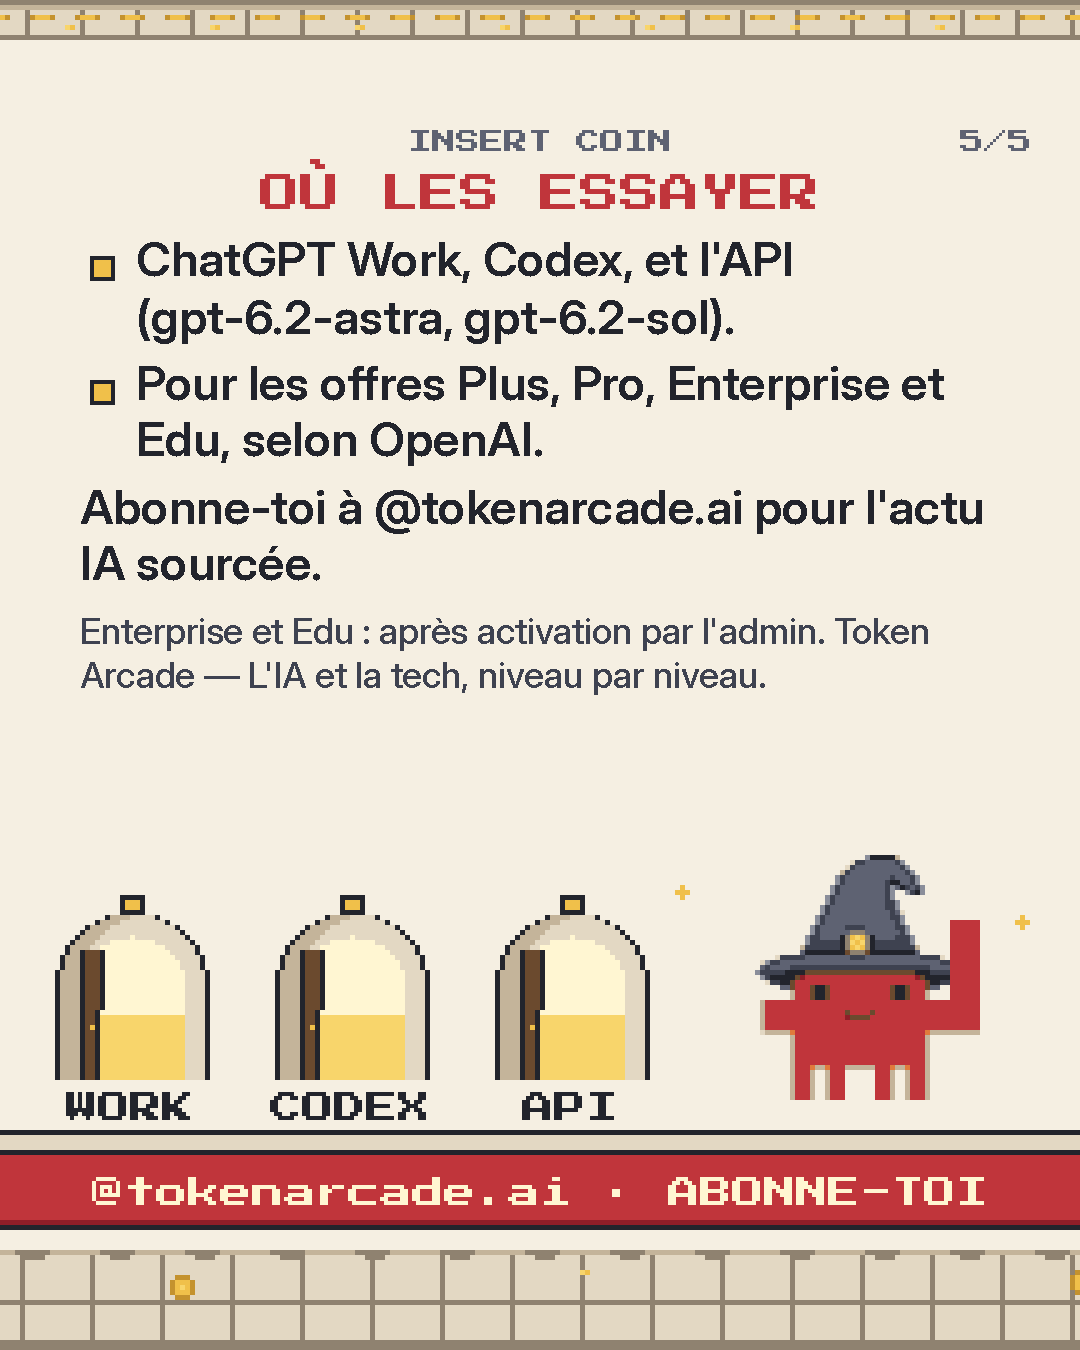 INSERT COIN
5/5
OÙ LES ESSAYER
ChatGPT Work, Codex, et l'API
(gpt-6.2-astra, gpt-6.2-sol).
Pour les offres Plus, Pro, Enterprise et
Edu, selon OpenAI.
Abonne-toi à @tokenarcade.ai pour l'actu
IA sourcée.
Enterprise et Edu : après activation par l'admin. Token
Arcade — L'IA et la tech, niveau par niveau.
WORK
CODEX
API
@tokenarcade.ai · ABONNE-TOI